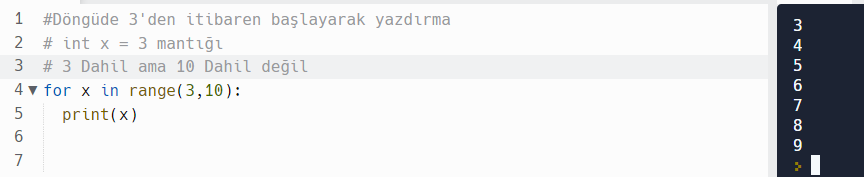 1 #Döngüde 3'den itibaren başlayarak yazdırma
2 # int x = 3 mantığı
3 # 3 Dahil ama 10 Dahil değil
4 for x in range(3,10):
5 print(x)
6
7
3
4
5
6
7
8
9